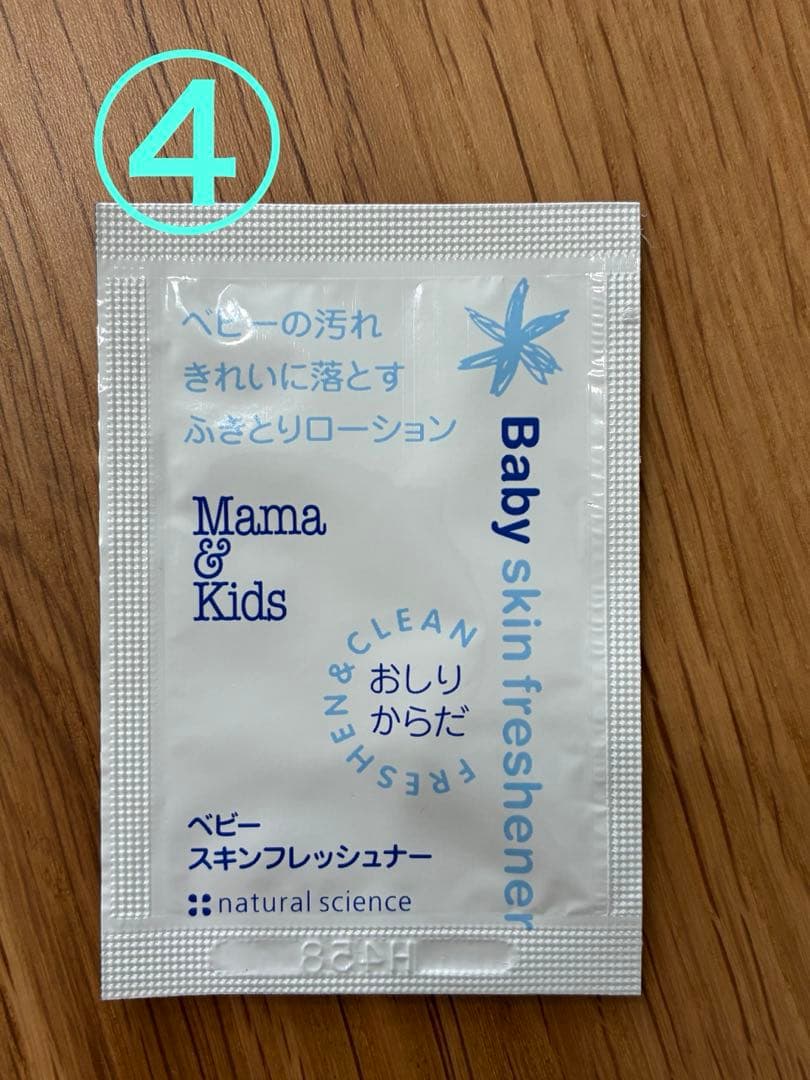 ④
ベビーの汚れ
きれいに落とす
ふきとりローション
Baby skin freshener
Mama
&
Kids
FRESHEN&CLEAN
おしり
からだ
ベビー
スキンフレッシュナー
natural science
H458